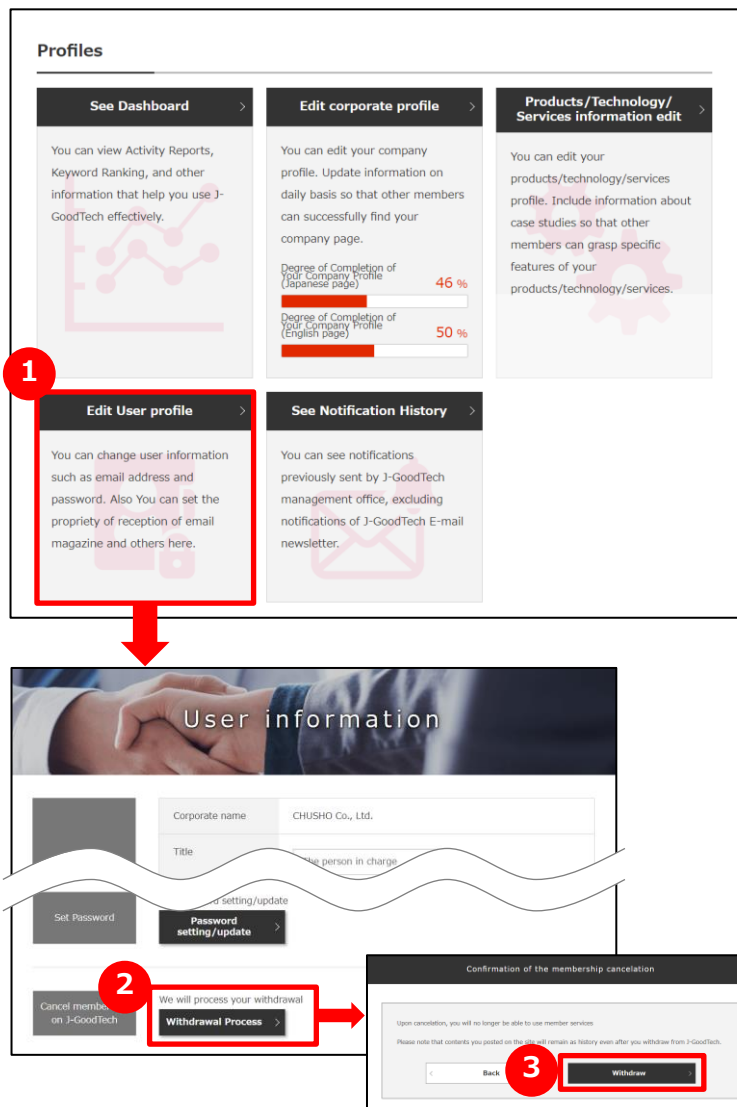 Profiles
See Dashboard
You can view Activity Reports,
Keyword Ranking, and other
information that help you use J-
GoodTech effectively.
Edit corporate profile
You can edit your company
profile. Update information on
daily basis so that other members
can successfully find your
company page.
Degree of Completion of
Your Company Profile
(Japanese page)
46 %
Degree of Completion of
Your Company Profile
(English page)
50 %
Products/Technology/
Services information edit
You can edit your
products/technology/services
profile. Include information about
case studies so that other
members can grasp specific
features of your
products/technology/services.
1
Edit User profile
You can change user information
such as email address and
password. Also You can set the
propriety of reception of email
magazine and others here.
See Notification History
You can see notifications
previously sent by J-GoodTech
management office, excluding
notifications of J-GoodTech E-mail
newsletter.
User information
Corporate name
CHUSHO Co., Ltd.
Title
The person in charge
Set Password
setting/update
Password
setting/update
2
Cancel
on J-GoodTech
We will process your withdrawal
Withdrawal Process
Confirmation of the membership cancelation
Upon cancelation, you will no longer be able to use member services
Please note that contents you posted on the site will remain as history even after you withdraw from J-GoodTech.
Back
3
Withdraw